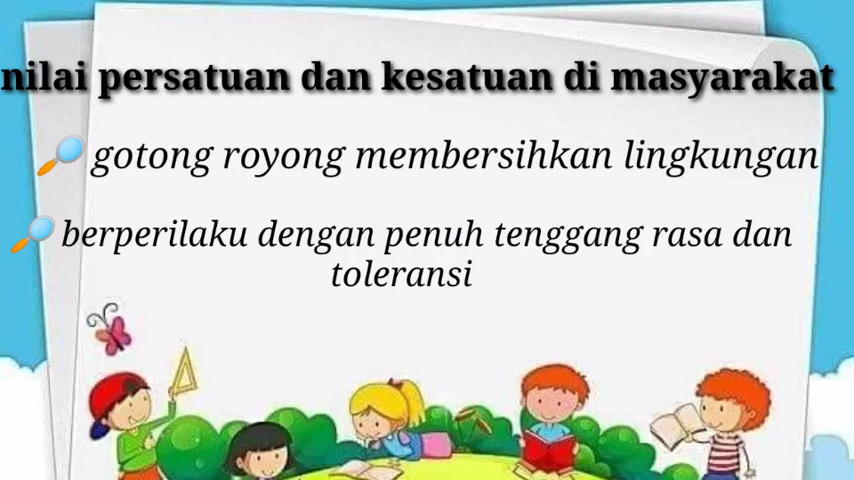 nilai persatuan dan kesatuan di masyarakat
🔎 gotong royong membersihkan lingkungan
🔎 berperilaku dengan penuh tenggang rasa dan
toleransi